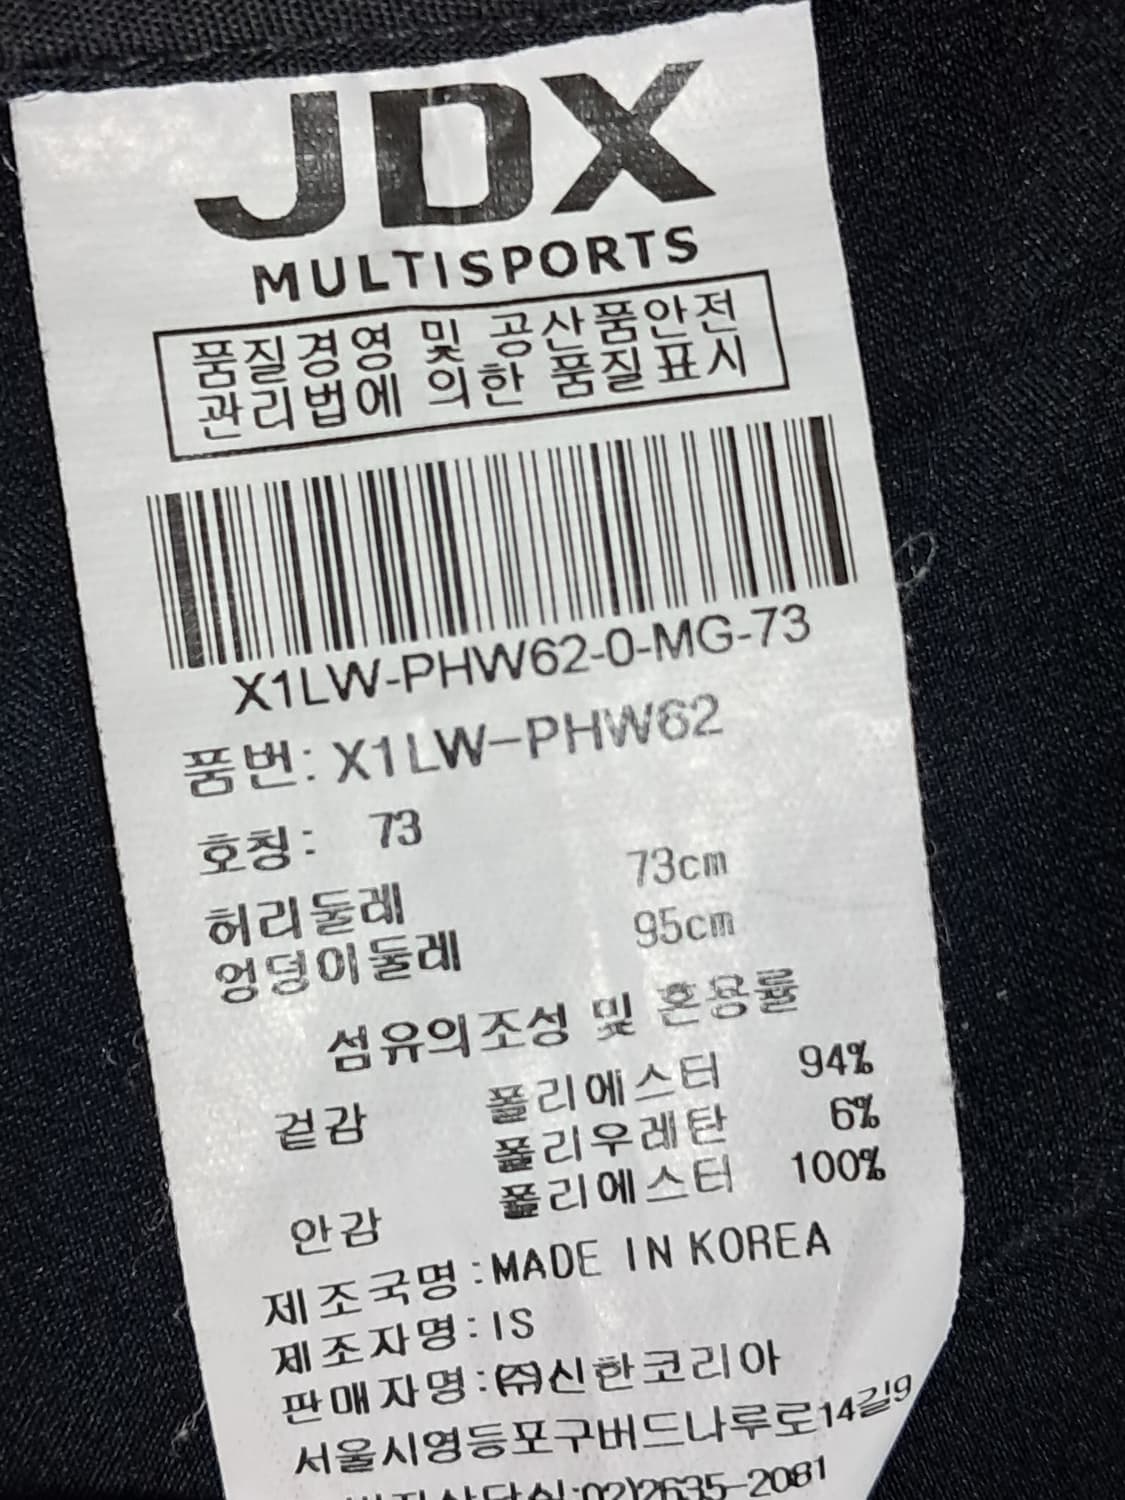 JDX
MULTISPORTS
품질경영 및 공산품안전
관리법에 의한 품질표시
X1LW-PHW62-0-MG-73
품번: X1LW-PHW62
호칭: 73
허리둘레 73cm
엉덩이둘레 95cm
섬유의조성 및 혼용률
겉감 폴리에스터 94%
폴리우레탄 6%
안감 폴리에스터 100%
제조국명:MADE IN KOREA
제조자명:IS
판매자명:㈜신한코리아
서울시영등포구버드나루로14길9
02)2635-2081